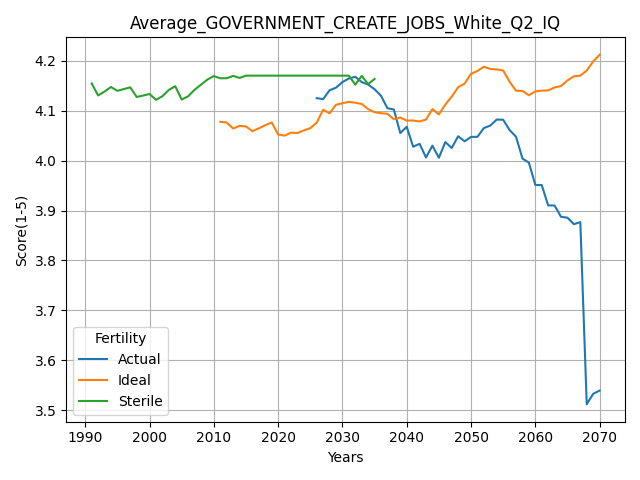 Average_GOVERNMENT_CREATE_JOBS_White_Q2_IQ
4.2
4.1
4.0
3.9
3.8
3.7
3.6
3.5
Score(1-5)
Fertility
Actual
Ideal
Sterile
1990 2000 2010 2020 2030 2040 2050 2060 2070
Years